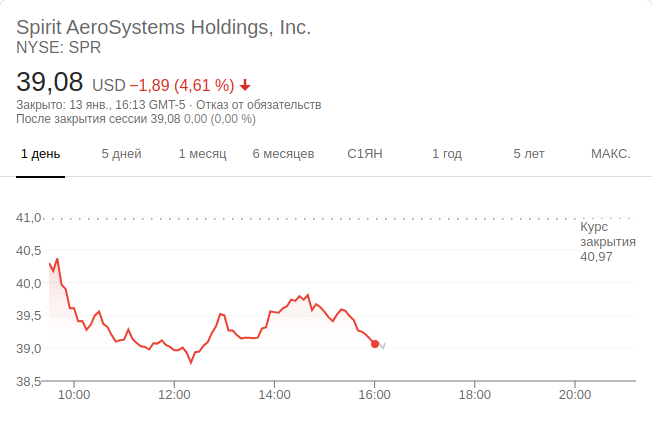 Spirit AeroSystems Holdings, Inc.
NYSE: SPR
39,08 USD −1,89 (4,61 %)
Закрыто: 13 янв., 16:13 GMT-5 · Отказ от обязательств
После закрытия сессии 39,08 0,00 (0,00 %)
1 день 5 дней 1 месяц 6 месяцев С1ЯН 1 год 5 лет МАКС.
41,0
Курс
закрытия
40,97
40,5
40,0
39,5
39,0
38,5
10:00 12:00 14:00 16:00 18:00 20:00